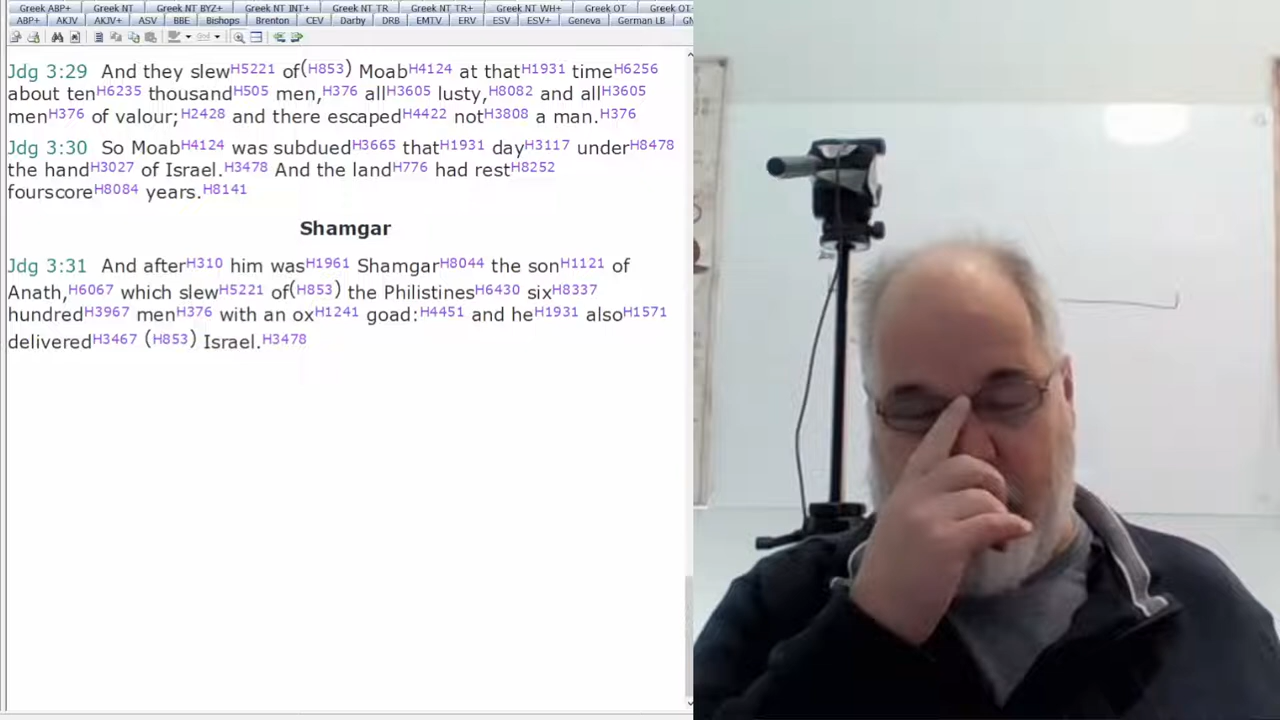 Greek ABP+ Greek NT Greek NT BYZ+ Greek NT INT+ Greek NT TR Greek NT TR+ Greek NT WH+ Greek OT Greek OT
ABP+ AKJV AKJV+ ASV BBE Bishops Brenton CEV Darby DRB EMTV ERV ESV ESV+ Geneva German LB
Jdg 3:29 And they slewH5221 of(H853) MoabH4124 at thatH1931 timeH6256
about tenH6235 thousandH505 men,H376 allH3605 lusty,H8082 and allH3605
menH376 of valour;H2428 and there escapedH4422 notH3808 a man.H376
Jdg 3:30 So MoabH4124 was subduedH3665 thatH1931 dayH3117 underH8478
the handH3027 of Israel.H3478 And the landH776 had restH8252
fourscoreH8084 years.H8141
Shamgar
Jdg 3:31 And afterH310 him wasH1961 ShamgarH8044 the sonH1121 of
Anath,H6067 which slewH5221 of(H853) the PhilistinesH6430 sixH8337
hundredH3967 menH376 with an oxH1241 goad:H4451 and heH1931 alsoH1571
deliveredH3467 (H853) Israel.H3478